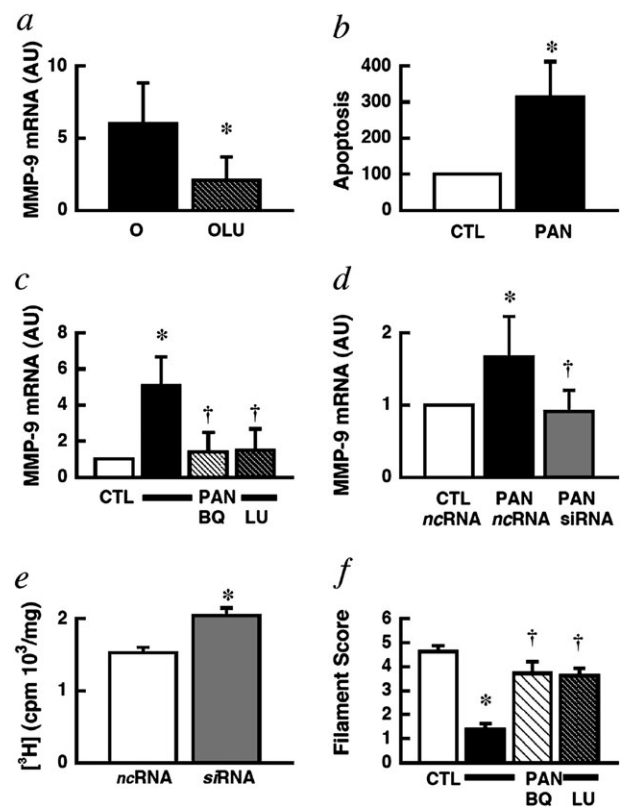 a
MMP-9 mRNA (AU)
10
5
0
*
O
OLU
b
Apoptosis
400
300
200
100
0
*
CTL
PAN
c
MMP-9 mRNA (AU)
8
6
4
2
0
*
†
†
CTL
PAN
BQ
LU
d
MMP-9 mRNA (AU)
2
1
0
*
†
CTL PAN PAN
ncRNA ncRNA siRNA
e
[³H] (cpm 10³/mg)
2
1
0
*
ncRNA
siRNA
f
Filament Score
6
5
4
3
2
1
0
*
†
†
CTL
PAN
BQ
LU